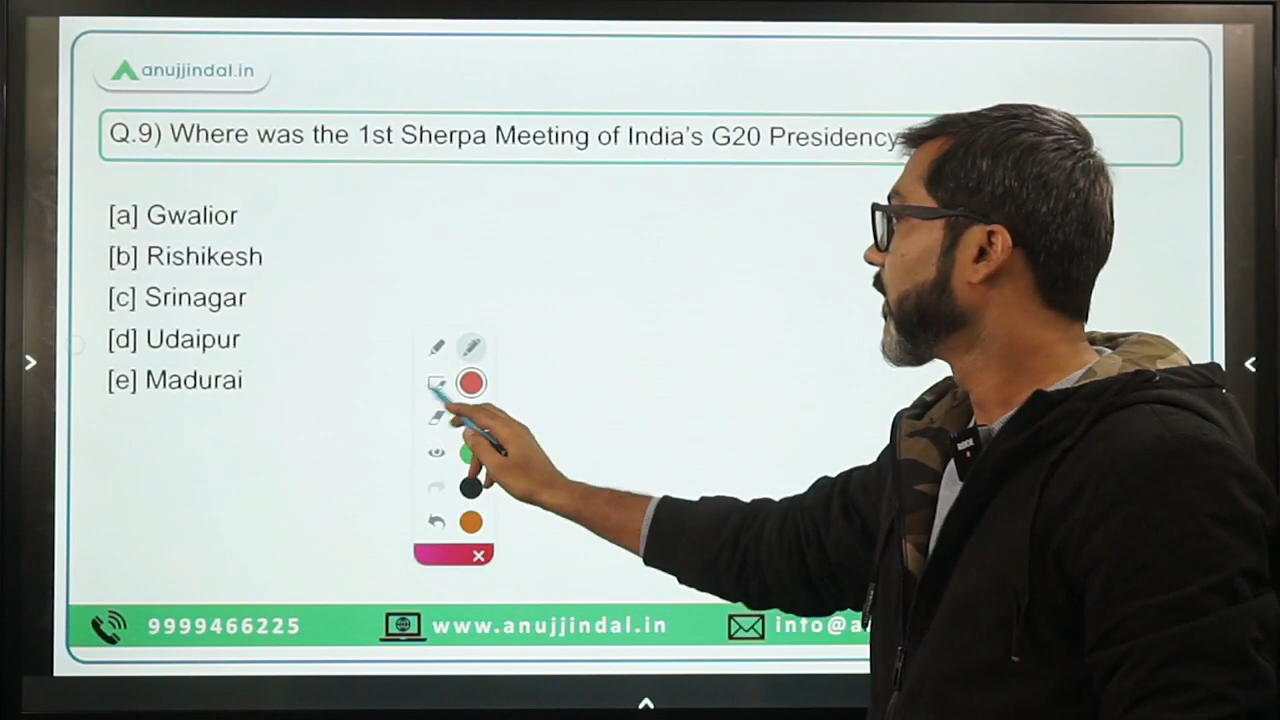 anujjindal.in
Q.9) Where was the 1st Sherpa Meeting of India's G20 Presidency
[a] Gwalior
[b] Rishikesh
[c] Srinagar
[d] Udaipur
[e] Madurai
RODE
9999466225 www.anujjindal.in info@a